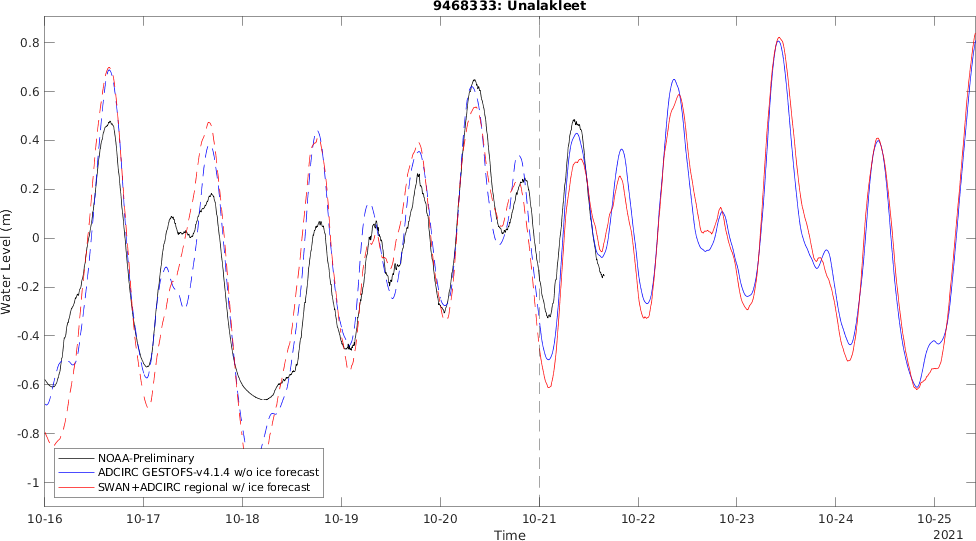 9468333: Unalakleet
0.8
0.6
0.4
0.2
0
-0.2
-0.4
-0.6
-0.8
-1
Water Level (m)
NOAA-Preliminary
ADCIRC GESTOFS-v4.1.4 w/o ice forecast
SWAN+ADCIRC regional w/ ice forecast
10-16 10-17 10-18 10-19 10-20 10-21 10-22 10-23 10-24 10-25
Time 2021